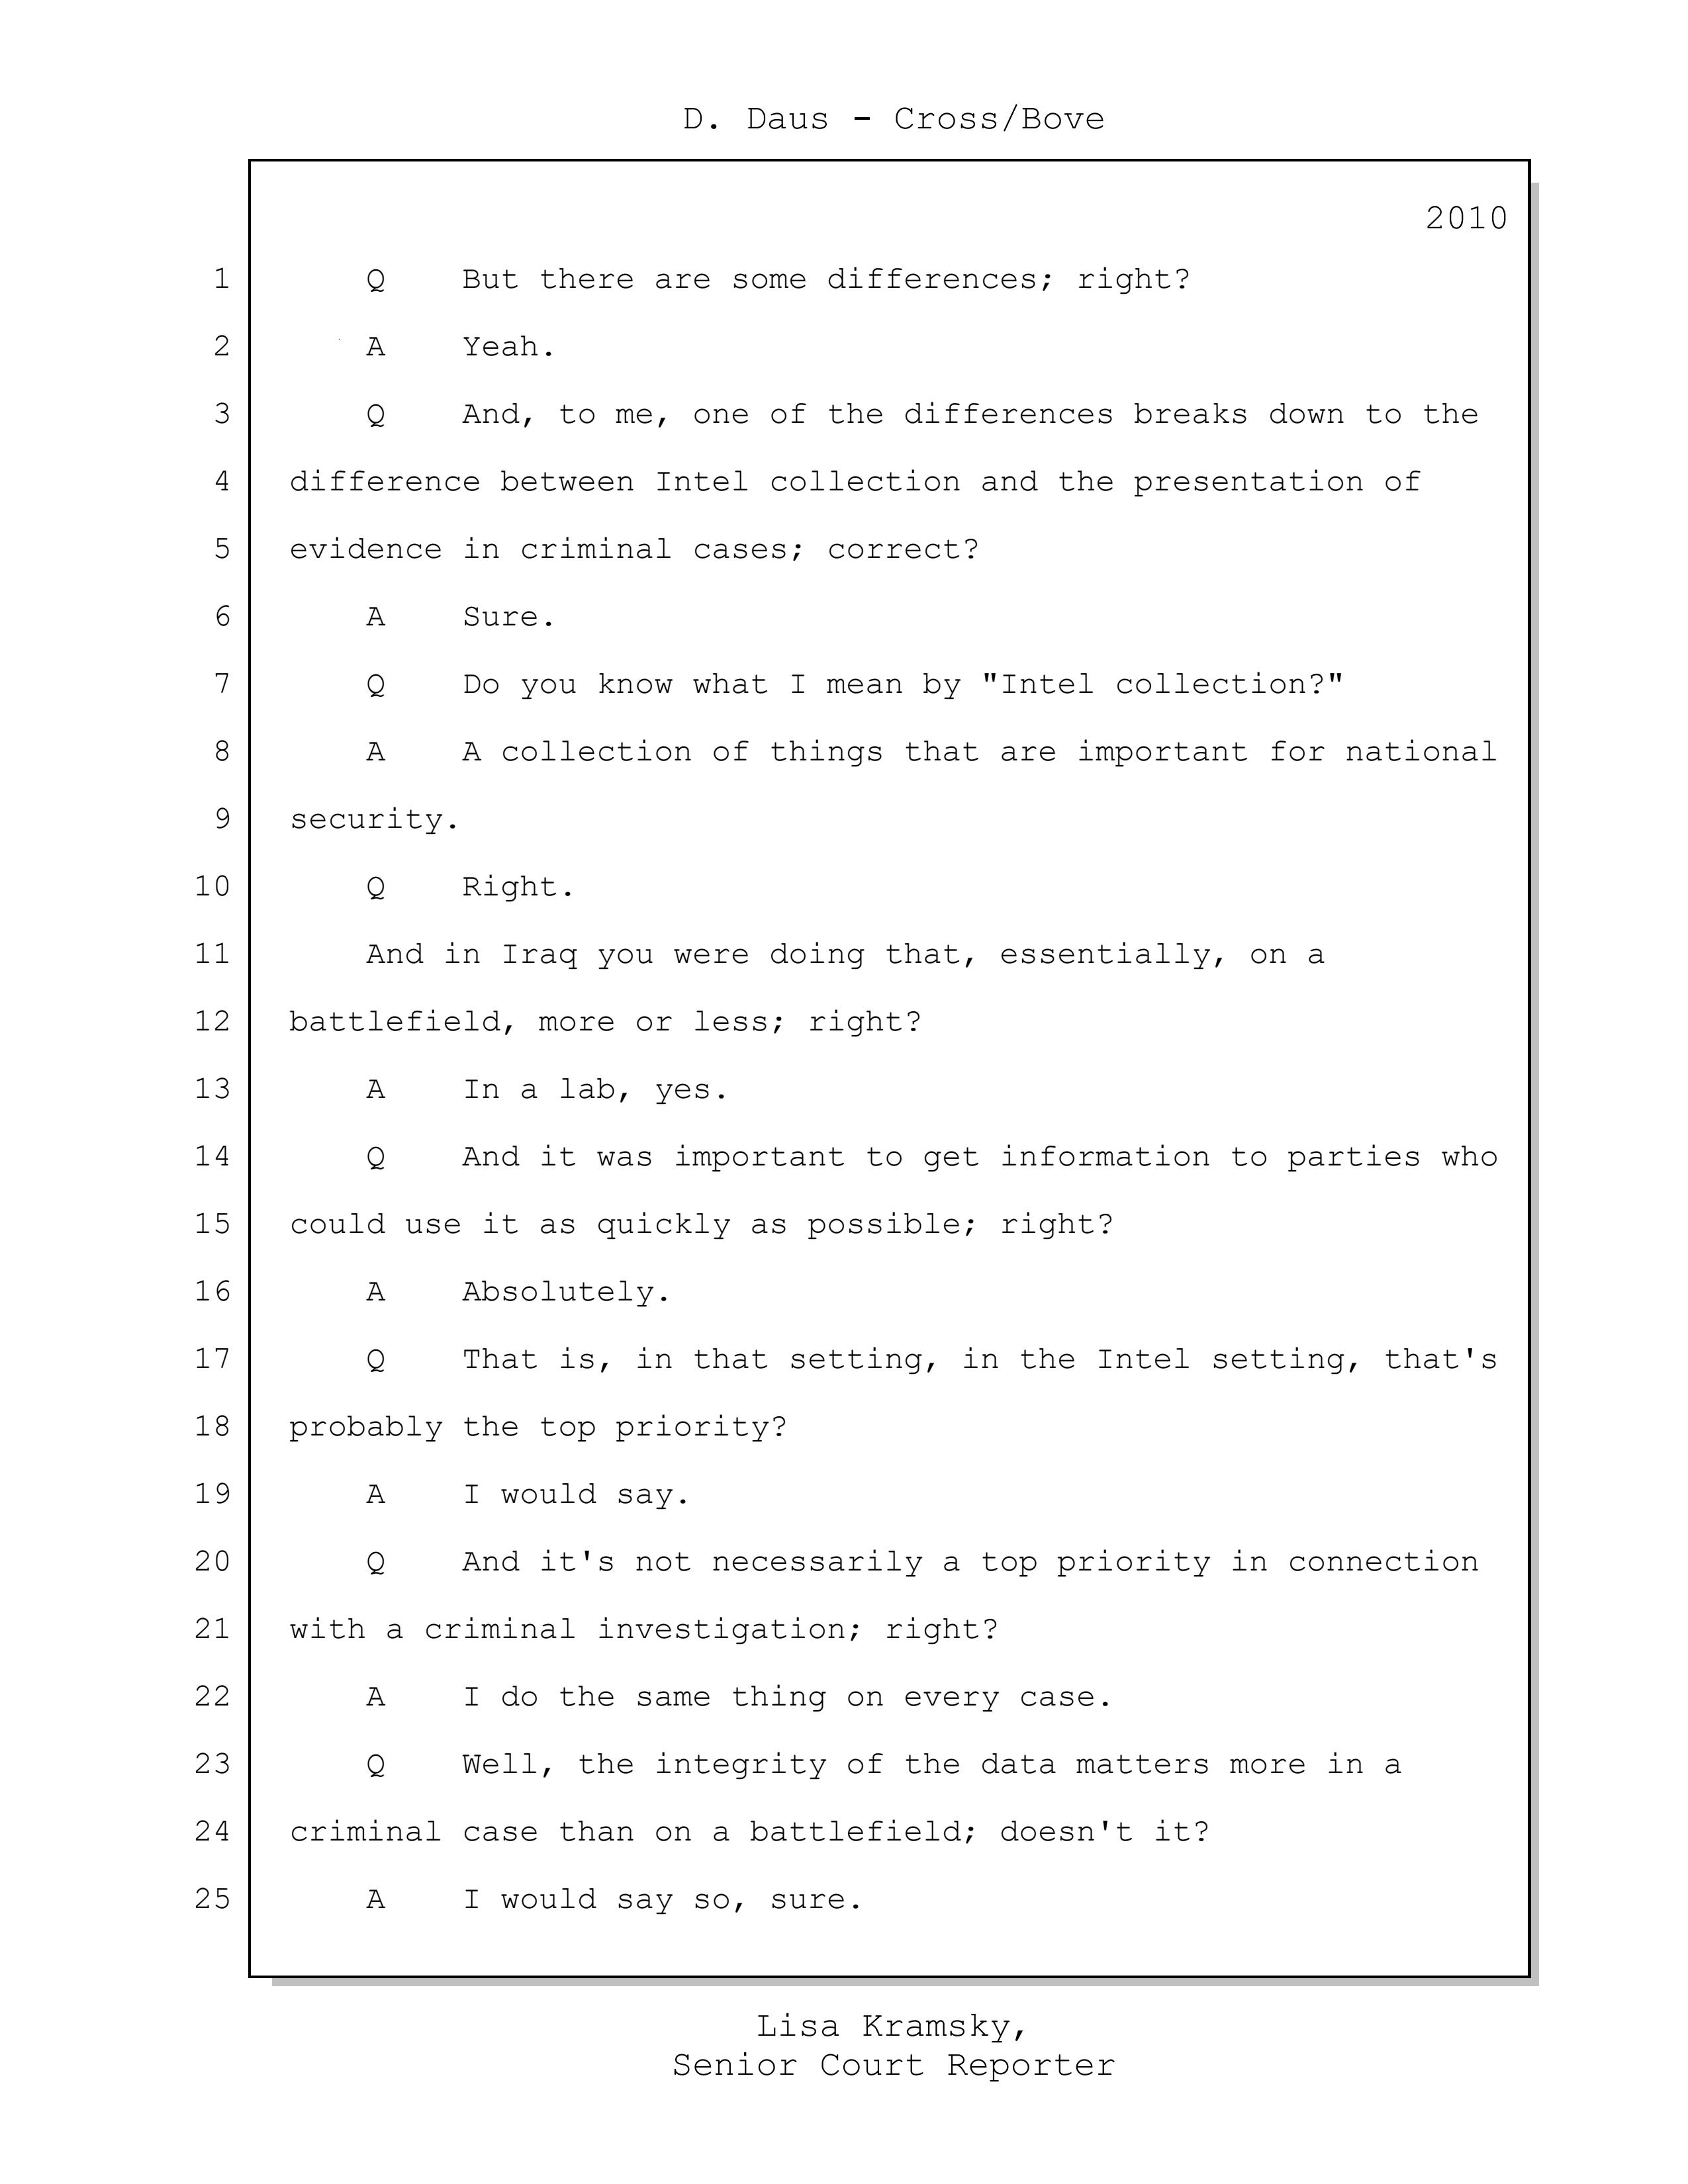 D. Daus - Cross/Bove
2010
1 Q But there are some differences; right?
2 A Yeah.
3 Q And, to me, one of the differences breaks down to the
4 difference between Intel collection and the presentation of
5 evidence in criminal cases; correct?
6 A Sure.
7 Q Do you know what I mean by "Intel collection?"
8 A A collection of things that are important for national
9 security.
10 Q Right.
11 And in Iraq you were doing that, essentially, on a
12 battlefield, more or less; right?
13 A In a lab, yes.
14 Q And it was important to get information to parties who
15 could use it as quickly as possible; right?
16 A Absolutely.
17 Q That is, in that setting, in the Intel setting, that's
18 probably the top priority?
19 A I would say.
20 Q And it's not necessarily a top priority in connection
21 with a criminal investigation; right?
22 A I do the same thing on every case.
23 Q Well, the integrity of the data matters more in a
24 criminal case than on a battlefield; doesn't it?
25 A I would say so, sure.
Lisa Kramsky,
Senior Court Reporter